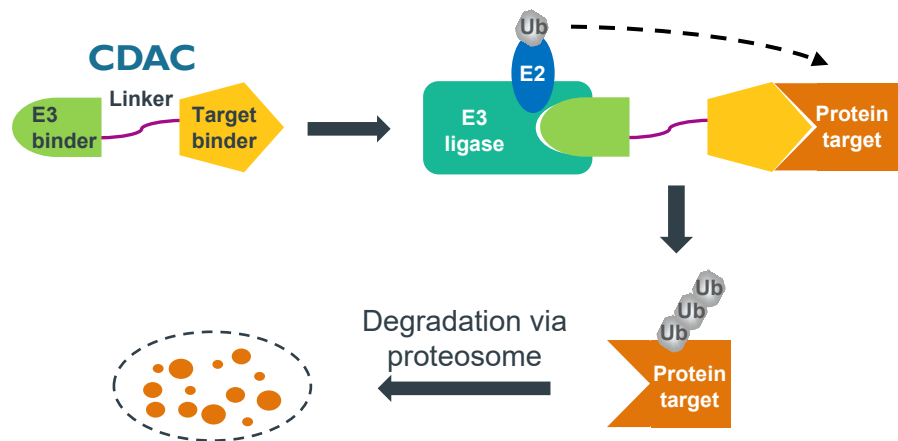 CDAC
Linker
E3
binder
Target
binder
Ub
E2
E3
ligase
Protein
target
Ub
Ub
Ub
Protein
target
Degradation via
proteosome